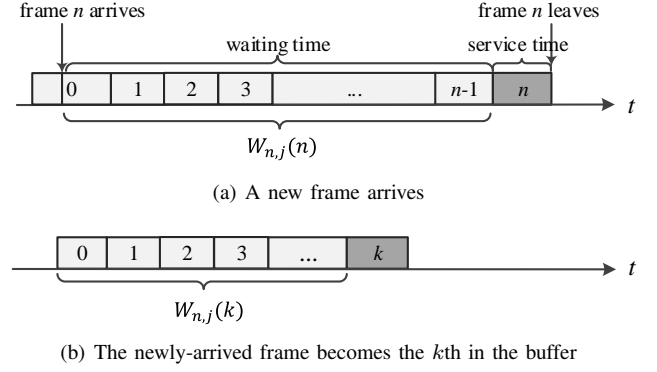 frame n arrives
frame n leaves
waiting time
service time
0 1 2 3 ... n-1 n
t
W_{n,j}(n)
(a) A new frame arrives
0 1 2 3 ... k
t
W_{n,j}(k)
(b) The newly-arrived frame becomes the kth in the buffer